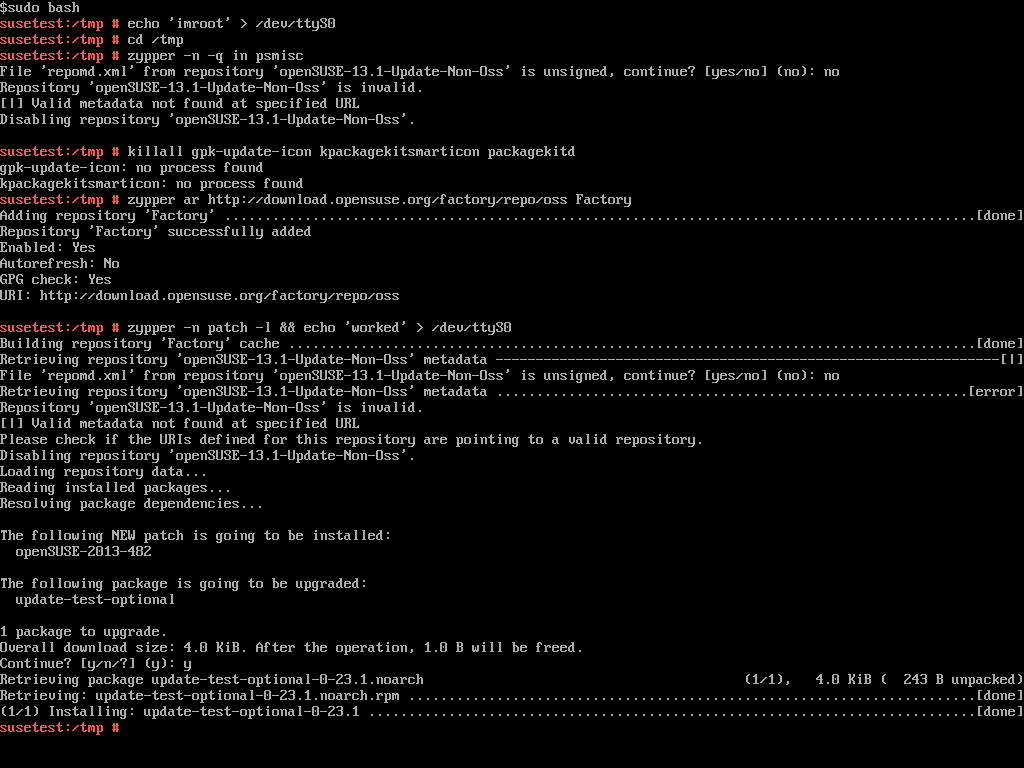 $sudo bash
susetest:/tmp # echo 'imroot' > /dev/ttyS0
susetest:/tmp # cd /tmp
susetest:/tmp # zypper -n -q in psmisc
File 'repomd.xml' from repository 'openSUSE-13.1-Update-Non-Oss' is unsigned, continue? [yes/no] (no): no
Repository 'openSUSE-13.1-Update-Non-Oss' is invalid.
[|] Valid metadata not found at specified URL
Disabling repository 'openSUSE-13.1-Update-Non-Oss'.
susetest:/tmp # killall gpk-update-icon kpackagekitsmarticon packagekitd
gpk-update-icon: no process found
kpackagekitsmarticon: no process found
susetest:/tmp # zypper ar http://download.opensuse.org/factory/repo/oss Factory
Adding repository 'Factory' ..............................................................................................[done]
Repository 'Factory' successfully added
Enabled: Yes
Autorefresh: No
GPG check: Yes
URI: http://download.opensuse.org/factory/repo/oss
susetest:/tmp # zypper -n patch -l && echo 'worked' > /dev/ttyS0
Building repository 'Factory' cache ......................................................................................[done]
Retrieving repository 'openSUSE-13.1-Update-Non-Oss' metadata ---------------------------------------------------------------[|]
File 'repomd.xml' from repository 'openSUSE-13.1-Update-Non-Oss' is unsigned, continue? [yes/no] (no): no
Retrieving repository 'openSUSE-13.1-Update-Non-Oss' metadata ...........................................................[error]
Repository 'openSUSE-13.1-Update-Non-Oss' is invalid.
[|] Valid metadata not found at specified URL
Please check if the URIs defined for this repository are pointing to a valid repository.
Disabling repository 'openSUSE-13.1-Update-Non-Oss'.
Loading repository data...
Reading installed packages...
Resolving package dependencies...
The following NEW patch is going to be installed:
openSUSE-2013-482
The following package is going to be upgraded:
update-test-optional
1 package to upgrade.
Overall download size: 4.0 KiB. After the operation, 1.0 B will be freed.
Continue? [y/n/?] (y): y
Retrieving package update-test-optional-0-23.1.noarch (1/1), 4.0 KiB ( 243 B unpacked)
Retrieving: update-test-optional-0-23.1.noarch.rpm .......................................................................[done]
(1/1) Installing: update-test-optional-0-23.1 ............................................................................[done]
susetest:/tmp #